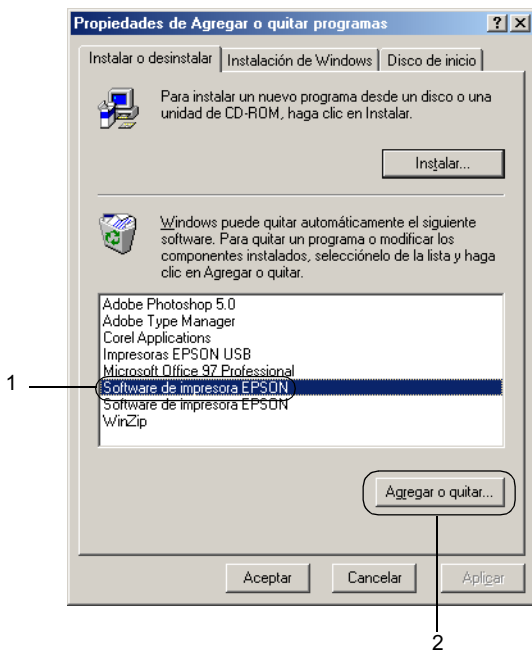 Propiedades de Agregar o quitar programas
Instalar o desinstalar
Instalación de Windows
Disco de inicio
Para instalar un nuevo programa desde un disco o una
unidad de CD-ROM, haga clic en Instalar.
Instalar...
Windows puede quitar automáticamente el siguiente
software. Para quitar un programa o modificar los
componentes instalados, selecciónelo de la lista y haga
clic en Agregar o quitar.
Adobe Photoshop 5.0
Adobe Type Manager
Corel Applications
Impresoras EPSON USB
Microsoft Office 97 Professional
1
Software de impresora EPSON
Software de impresora EPSON
WinZip
Agregar o quitar...
Aceptar
Cancelar
Aplicar
2